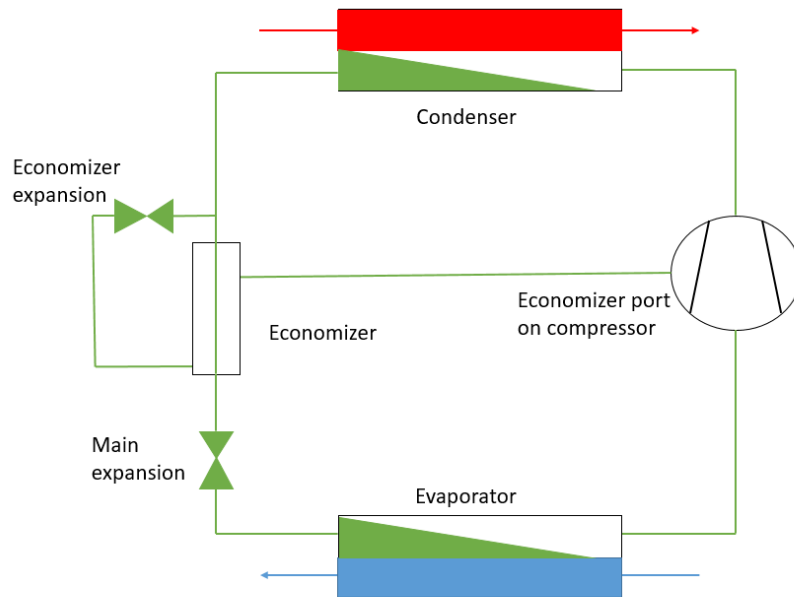 Condenser
Economizer
expansion
Economizer port
on compressor
Economizer
Main
expansion
Evaporator